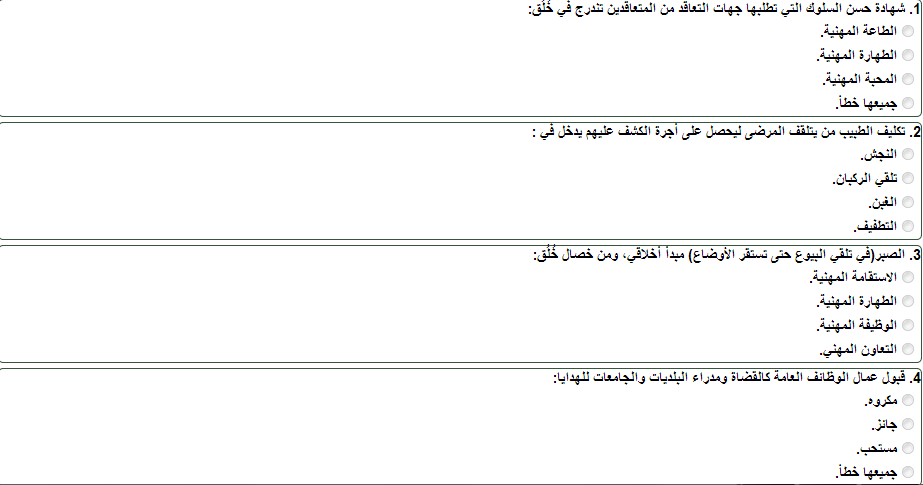 1. شهادة حسن السلوك التي تطلبها جهات التعاقد من المتعاقدين تندرج في خُلُق:
الطاعة المهنية.
الطهارة المهنية.
المحبة المهنية.
جميعها خطأ.
2. تكليف الطبيب من يتلقف المرضى ليحصل على أجرة الكشف عليهم يدخل في :
النجش.
تلقي الركبان.
الغبن.
التطفيف.
3. الصبر(في تلقي البيوع حتى تستقر الأوضاع) مبدأ أخلاقي، ومن خصال خُلُق:
الاستقامة المهنية.
الطهارة المهنية.
الوظيفة المهنية.
التعاون المهني.
4. قبول عمال الوظائف العامة كالقضاة ومدراء البلديات والجامعات للهدايا:
مكروه.
جائز.
مستحب.
جميعها خطأ.